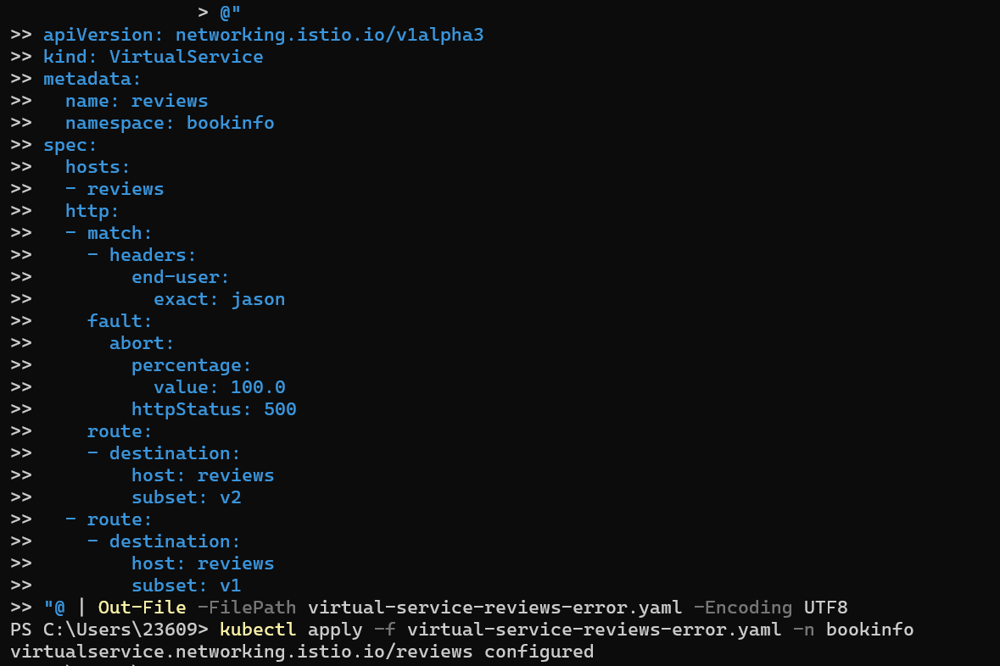 > @"
>> apiVersion: networking.istio.io/v1alpha3
>> kind: VirtualService
>> metadata:
>>   name: reviews
>>   namespace: bookinfo
>> spec:
>>   hosts:
>>   - reviews
>>   http:
>>   - match:
>>     - headers:
>>         end-user:
>>           exact: jason
>>     fault:
>>       abort:
>>         percentage:
>>           value: 100.0
>>         httpStatus: 500
>>     route:
>>     - destination:
>>         host: reviews
>>         subset: v2
>>   - route:
>>     - destination:
>>         host: reviews
>>         subset: v1
>> "@ | Out-File -FilePath virtual-service-reviews-error.yaml -Encoding UTF8
PS C:\Users\23609> kubectl apply -f virtual-service-reviews-error.yaml -n bookinfo
virtualservice.networking.istio.io/reviews configured